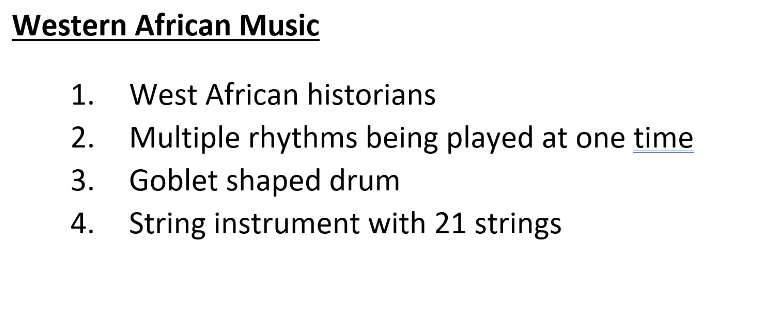 Western African Music
1. West African historians
2. Multiple rhythms being played at one time
3. Goblet shaped drum
4. String instrument with 21 strings